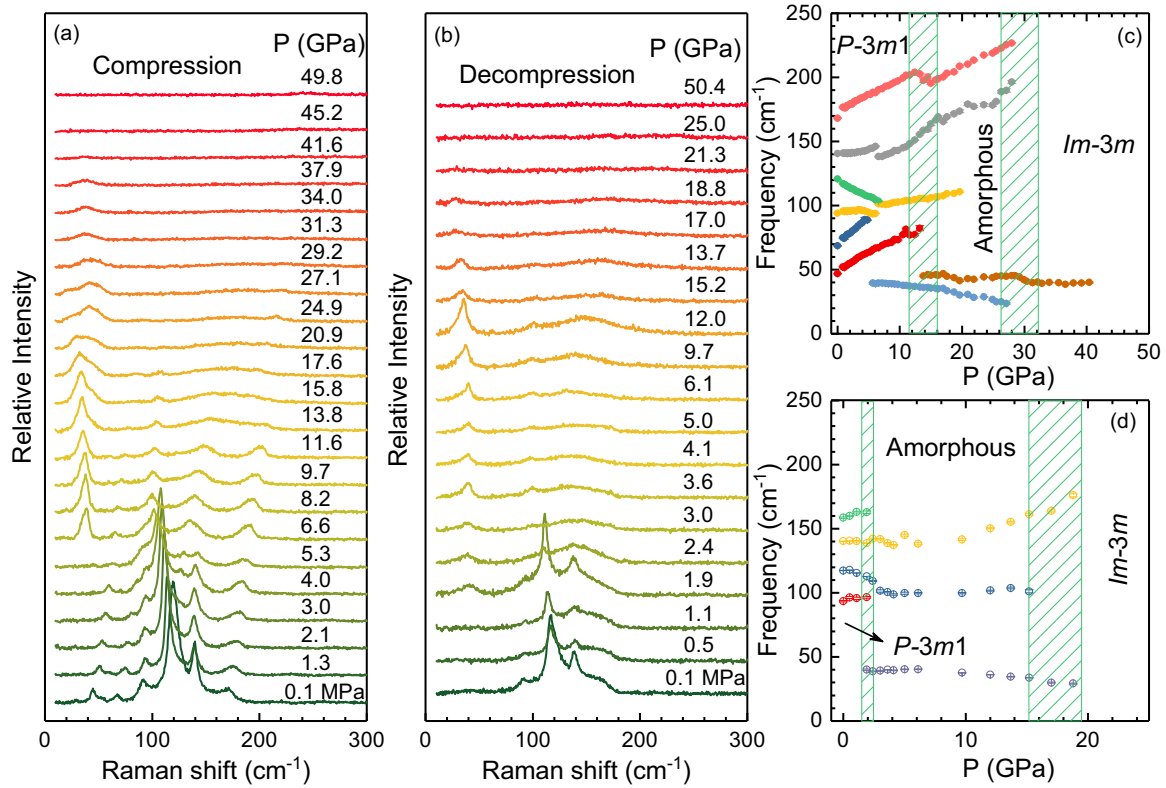 (a)
P (GPa)
Compression
49.8
45.2
41.6
37.9
34.0
31.3
29.2
27.1
24.9
20.9
17.6
15.8
13.8
11.6
9.7
8.2
6.6
5.3
4.0
3.0
2.1
1.3
0.1 MPa
Relative Intensity
0 100 200 300
Raman shift (cm⁻¹)
(b)
P (GPa)
Decompression
50.4
25.0
21.3
18.8
17.0
13.7
15.2
12.0
9.7
6.1
5.0
4.1
3.6
3.0
2.4
1.9
1.1
0.5
0.1 MPa
Relative Intensity
0 100 200 300
Raman shift (cm⁻¹)
(c)
P-3m1
Amorphous
Im-3m
250
200
150
100
50
0
Frequency (cm⁻¹)
0 10 20 30 40 50
P (GPa)
(d)
Amorphous
Im-3m
P-3m1
250
200
150
100
50
0
Frequency (cm⁻¹)
0 10 20
P (GPa)